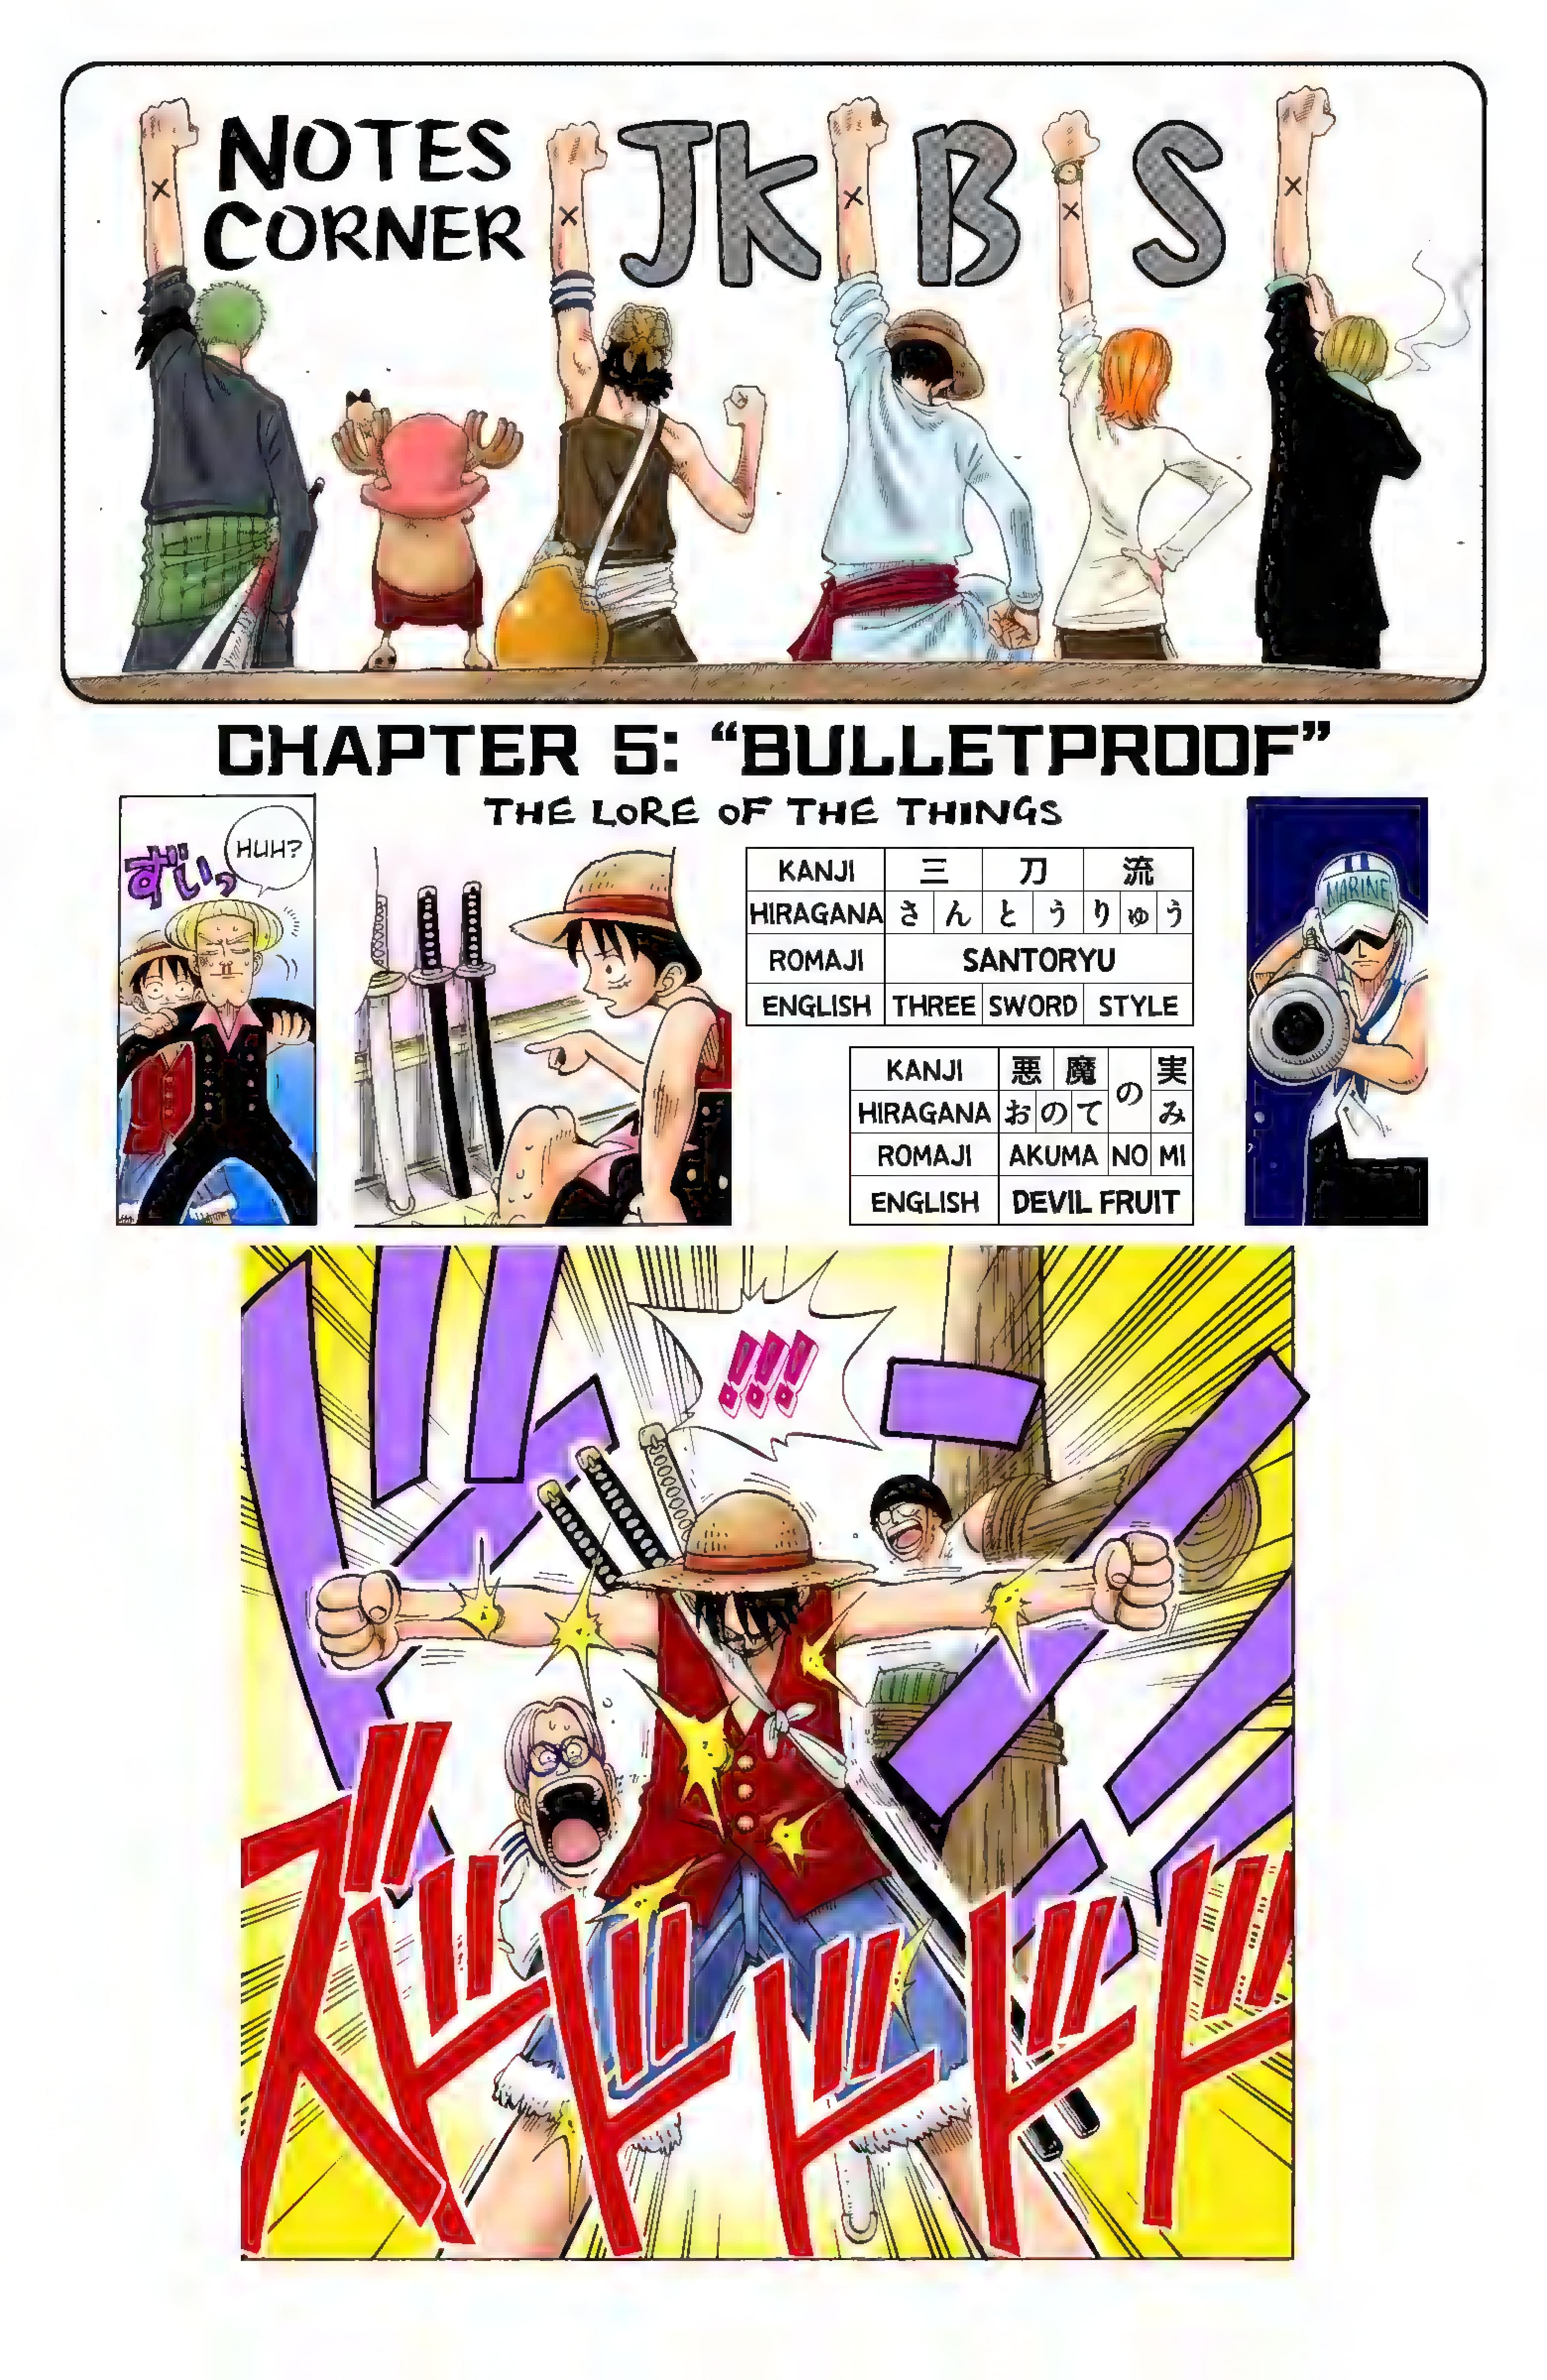 NOTES
CORNER
JKBS
CHAPTER 5: “BULLETPROOF”
THE LORE OF THE THINGS
HUH?
ずいっ
KANJI 三 刀 流
HIRAGANA さ ん と う り ゅ う
ROMAJI SANTORYU
ENGLISH THREE SWORD STYLE
MARINE
KANJI 悪 魔 の 実
HIRAGANA お の て み
ROMAJI AKUMA NO MI
ENGLISH DEVIL FRUIT
!!!
ズドドドドド